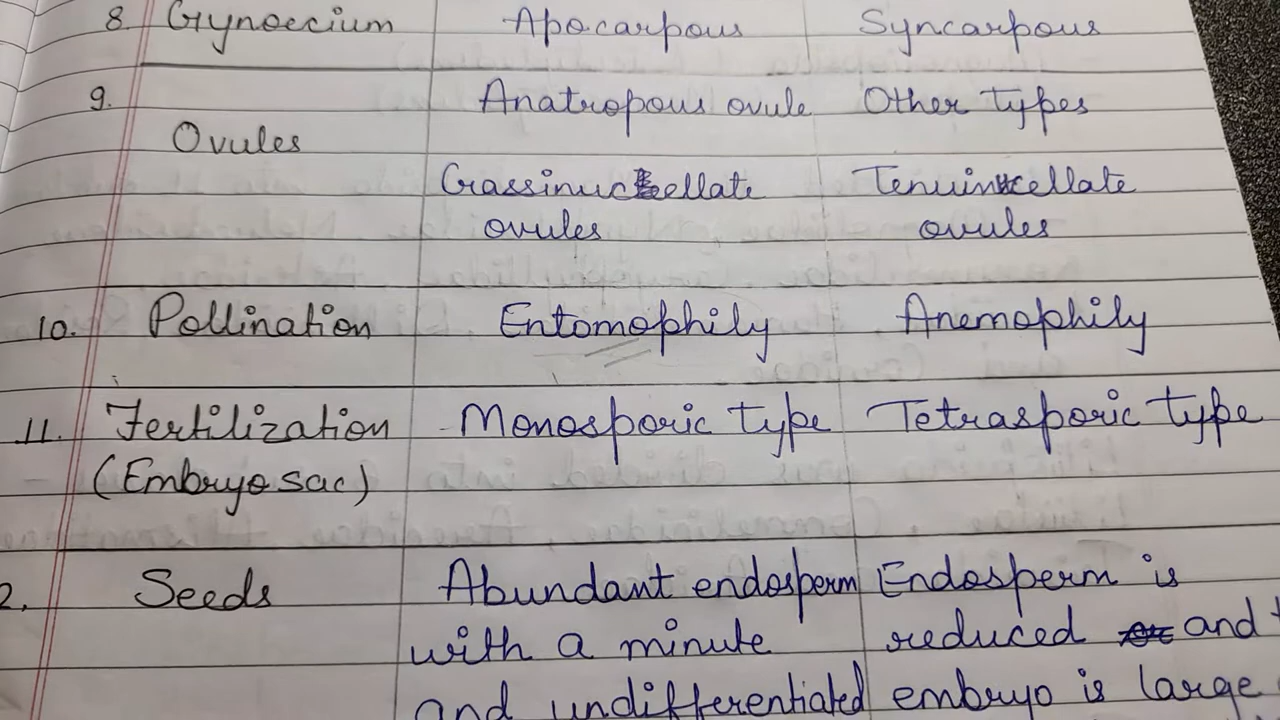 8. Gynoecium Apocarpous Syncarpous
9. Anatropous ovule Other types
Ovules
Crassinucellate Tenuinucellate
ovules ovules
10. Pollination Entomophily Anemophily
11. Fertilization Monosporic type Tetrasporic type
(Embryo sac)
2. Seeds Abundant endosperm Endosperm is
with a minute reduced and
and undifferentiated embryo is large